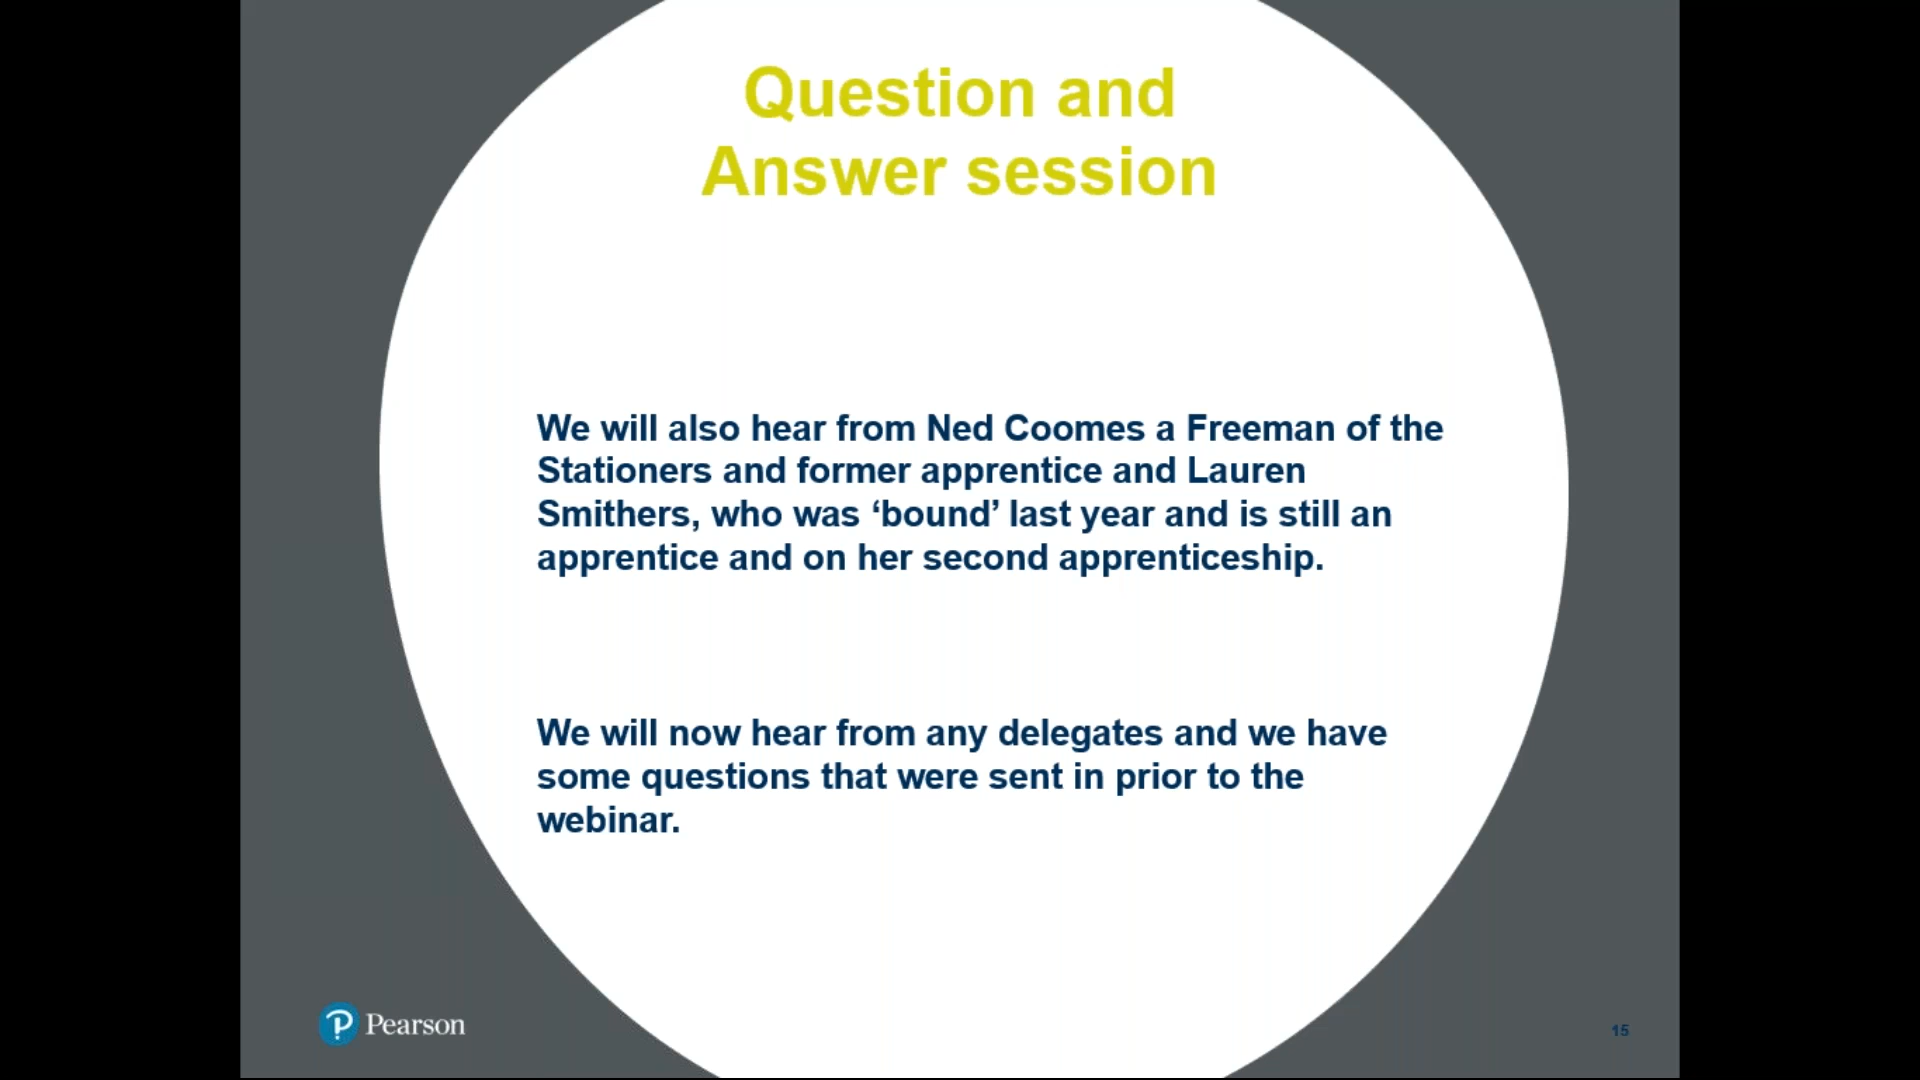 Question and
Answer session
We will also hear from Ned Coomes a Freeman of the
Stationers and former apprentice and Lauren
Smithers, who was ‘bound’ last year and is still an
apprentice and on her second apprenticeship.
We will now hear from any delegates and we have
some questions that were sent in prior to the
webinar.
Pearson
15